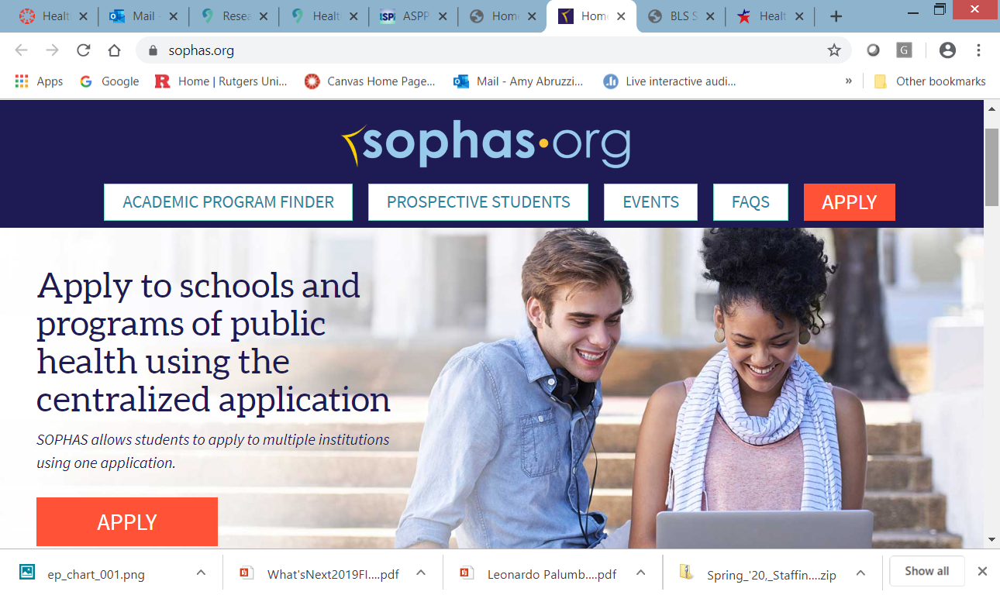 Healt
Mail -
Resea
Healt
iSPI ASPP
Home
Home
BLS S
Healt
sophas.org
G
Apps
Google
R Home | Rutgers Uni...
Canvas Home Page...
Mail - Amy Abruzzi...
Live interactive audi...
»
Other bookmarks
sophas.org
ACADEMIC PROGRAM FINDER
PROSPECTIVE STUDENTS
EVENTS
FAQS
APPLY
Apply to schools and
programs of public
health using the
centralized application
SOPHAS allows students to apply to multiple institutions
using one application.
APPLY
ep_chart_001.png
What'sNext2019FI....pdf
Leonardo Palumb....pdf
Spring_'20,_Staffin....zip
Show all